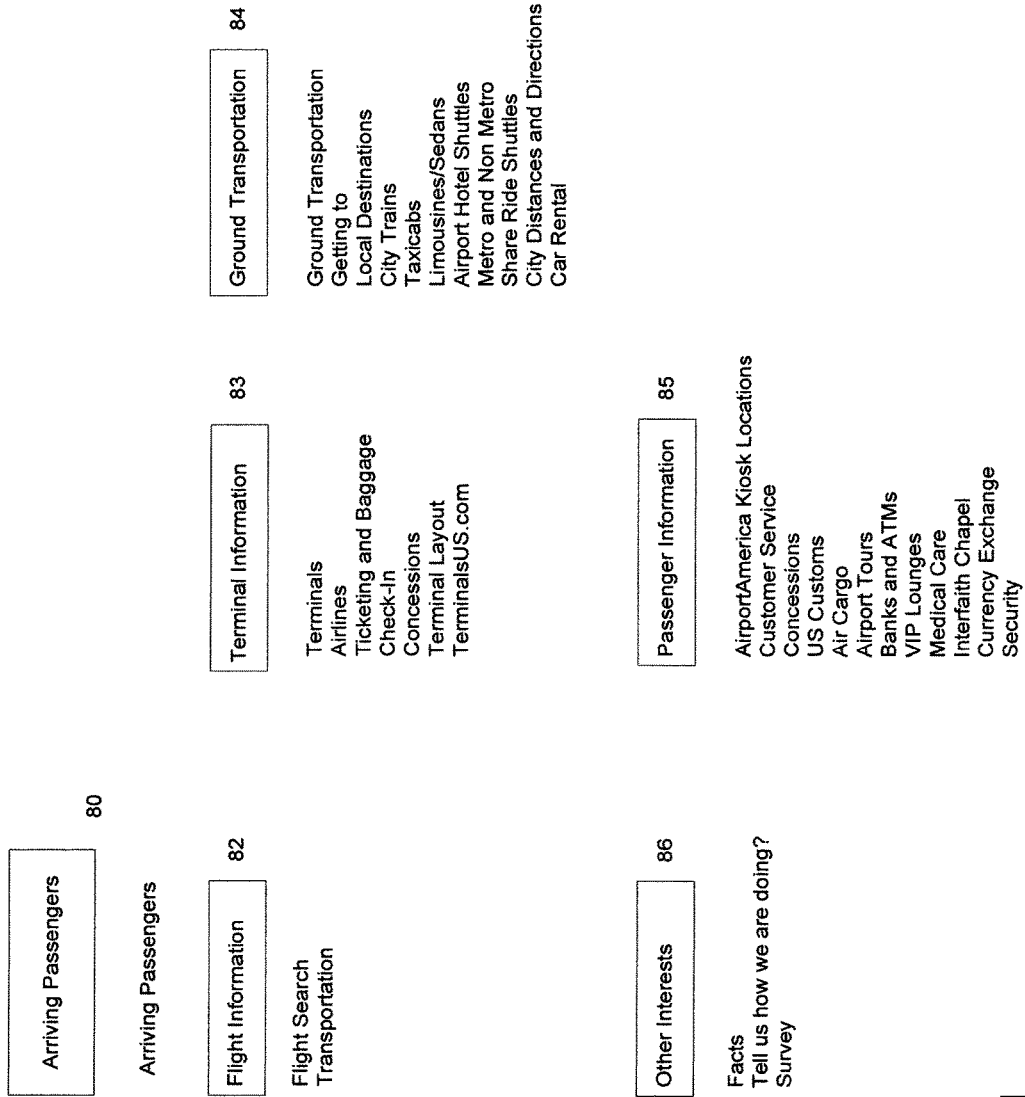 Arriving Passengers
80
Arriving Passengers
Flight Information
82
Flight Search
Transportation
Terminal Information
83
Terminals
Airlines
Ticketing and Baggage
Check-In
Concessions
Terminal Layout
TerminalsUS.com
Ground Transportation
84
Ground Transportation
Getting to
Local Destinations
City Trains
Taxicabs
Limousines/Sedans
Airport Hotel Shuttles
Metro and Non Metro
Share Ride Shuttles
City Distances and Directions
Car Rental
Other Interests
86
Facts
Tell us how we are doing?
Survey
Passenger Information
85
AirportAmerica Kiosk Locations
Customer Service
Concessions
US Customs
Air Cargo
Airport Tours
Banks and ATMs
VIP Lounges
Medical Care
Interfaith Chapel
Currency Exchange
Security